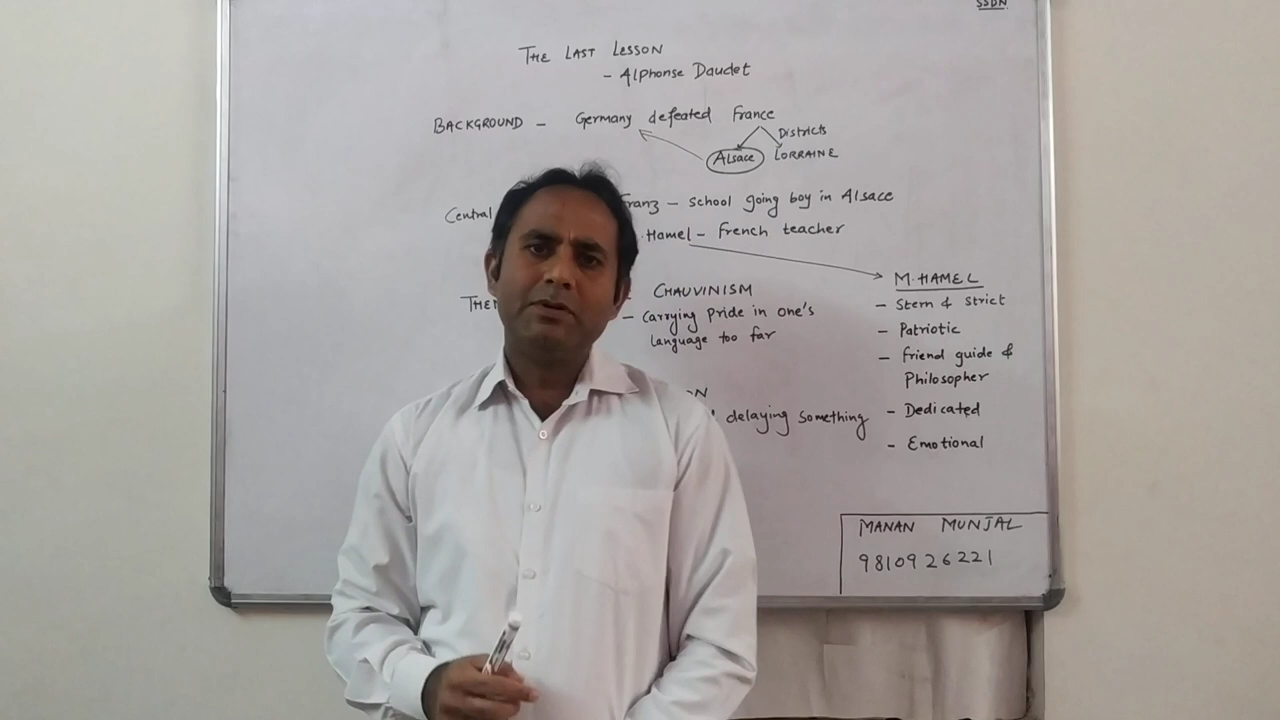 SSDN
THE LAST LESSON
- Alphonse Daudet
BACKGROUND - Germany defeated France
Districts
Alsace LORRAINE
Central Franz - school going boy in Alsace
.Hamel - French teacher
CHAUVINISM
- Carrying Pride in one's
language too far
delaying something
M.HAMEL
- Stern & strict
- Patriotic
- Friend guide &
Philosopher
- Dedicated
- Emotional
MANAN MUNJAL
9810926221